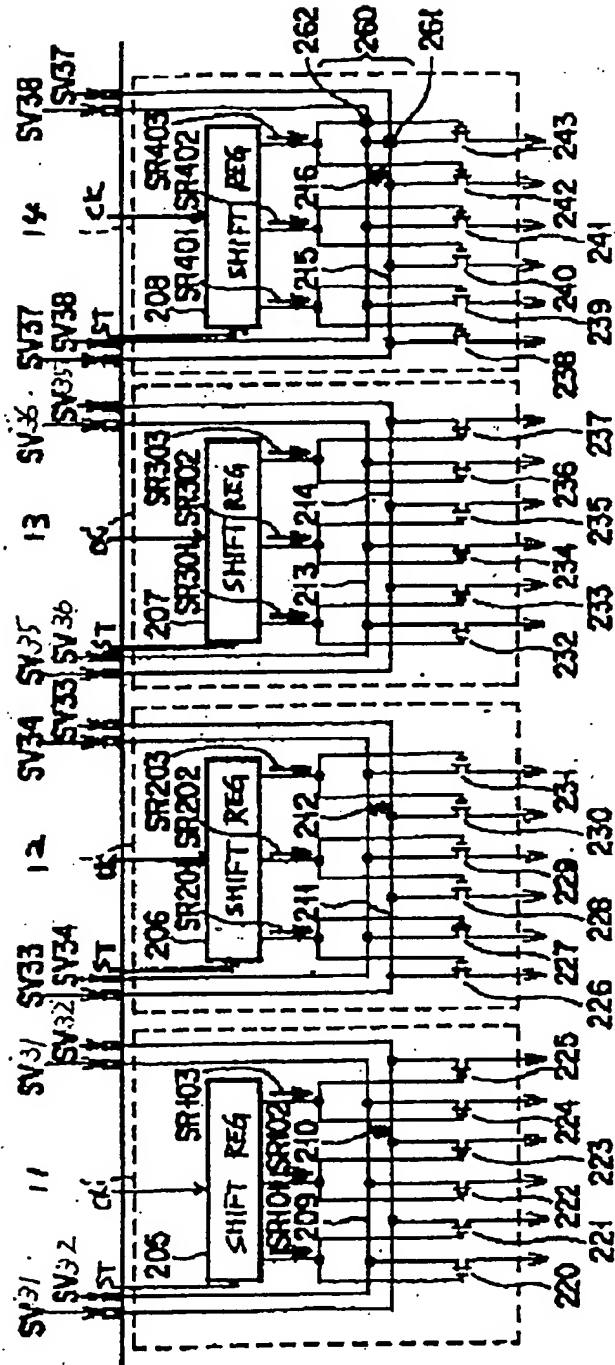 SV31 11 SV31 SV33 12 SV34 SV35 13 SV36 SV37 14 SV38
SV32 CK SV32 SV34 CK SV33 SV36 CK SV35 SV38 CK SV37
ST ST ST ST
205 SR101 SR102 SR103 206 SR201 SR202 SR203 207 SR301 SR302 SR303 208 SR401 SR402 SR403
SHIFT REG SHIFT REG SHIFT REG SHIFT REG
209 210 211 212 213 214 215 216
262
260
261
220 221 222 223 224 225 226 227 228 229 230 231 232 233 234 235 236 237 238 239 240 241 242 243